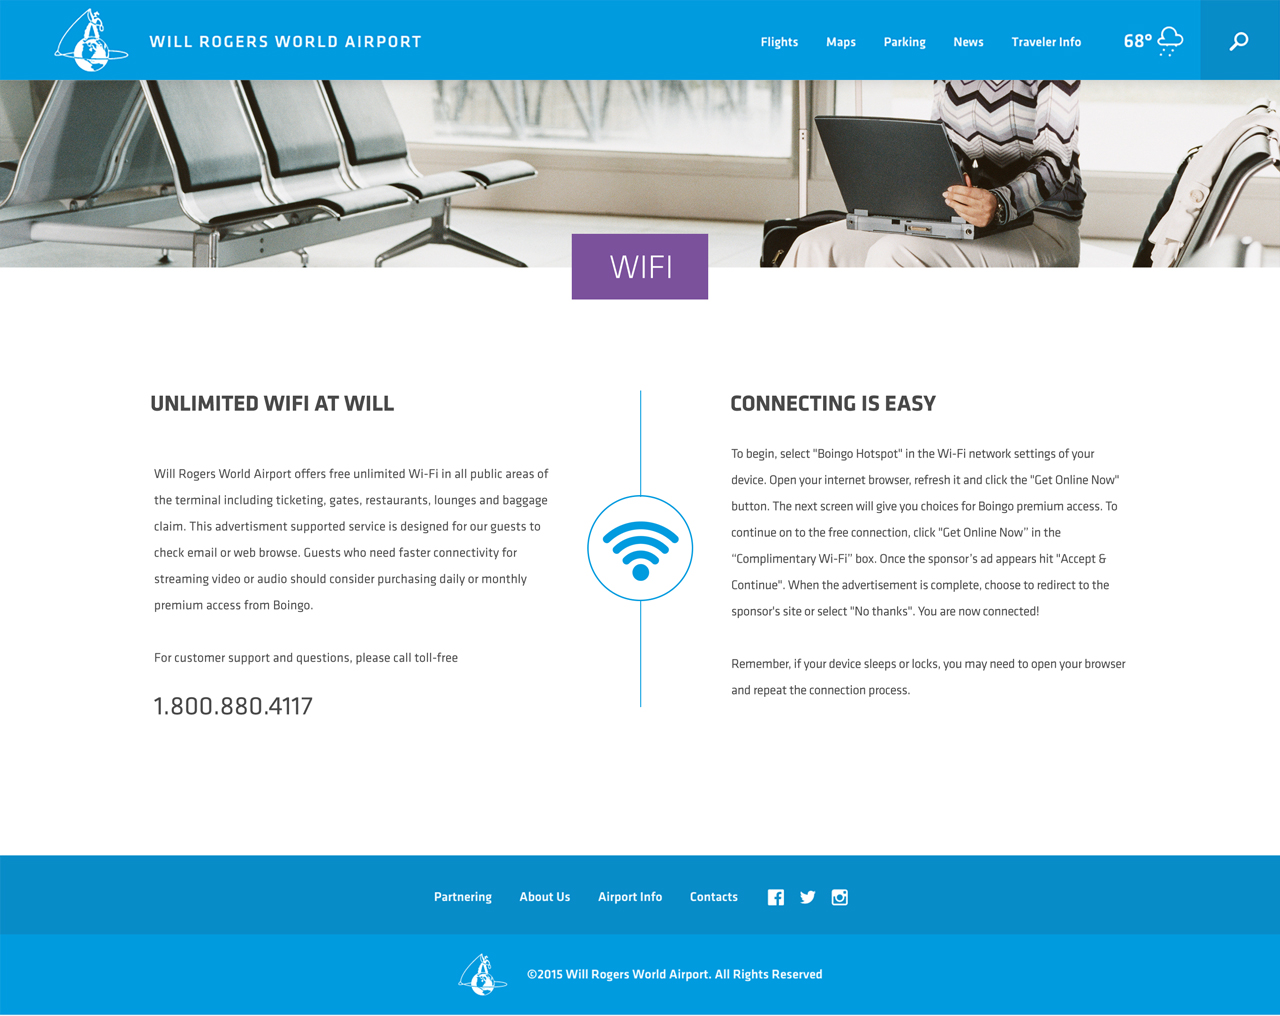 WILL ROGERS WORLD AIRPORT
Flights
Maps
Parking
News
Traveler Info
68°
WIFI
UNLIMITED WIFI AT WILL
Will Rogers World Airport offers free unlimited Wi-Fi in all public areas of
the terminal including ticketing, gates, restaurants, lounges and baggage
claim. This advertisment supported service is designed for our guests to
check email or web browse. Guests who need faster connectivity for
streaming video or audio should consider purchasing daily or monthly
premium access from Boingo.
For customer support and questions, please call toll-free
1.800.880.4117
CONNECTING IS EASY
To begin, select "Boingo Hotspot" in the Wi-Fi network settings of your
device. Open your internet browser, refresh it and click the "Get Online Now"
button. The next screen will give you choices for Boingo premium access. To
continue on to the free connection, click "Get Online Now” in the
“Complimentary Wi-Fi” box. Once the sponsor’s ad appears hit "Accept &
Continue". When the advertisement is complete, choose to redirect to the
sponsor's site or select "No thanks". You are now connected!
Remember, if your device sleeps or locks, you may need to open your browser
and repeat the connection process.
Partnering
About Us
Airport Info
Contacts
©2015 Will Rogers World Airport. All Rights Reserved